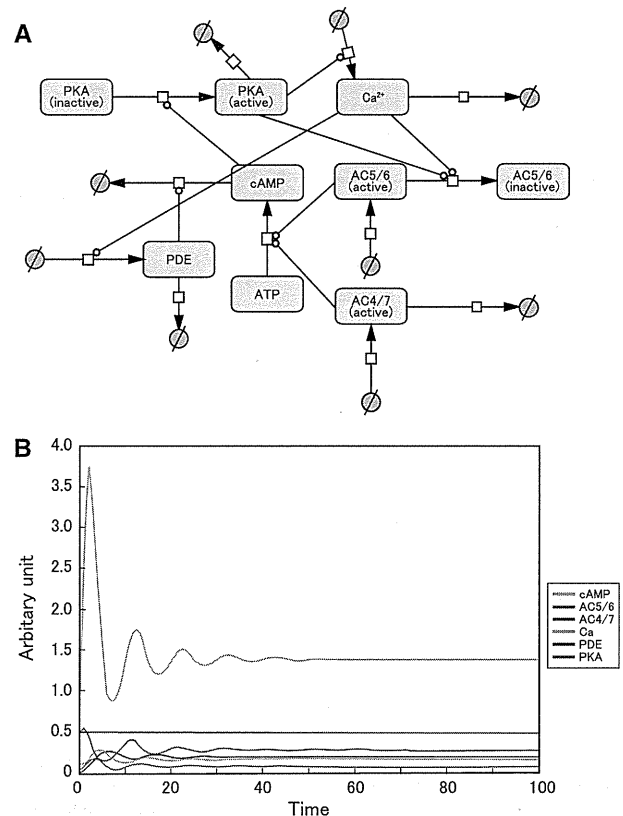 A
PKA
(inactive)
PKA
(active)
Ca²⁺
cAMP
AC5/6
(active)
AC5/6
(inactive)
PDE
ATP
AC4/7
(active)
B
Arbitary unit
4.0
3.5
3.0
2.5
2.0
1.5
1.0
0.5
0
0
20
40
60
80
100
Time
cAMP
AC5/6
AC4/7
Ca
PDE
PKA